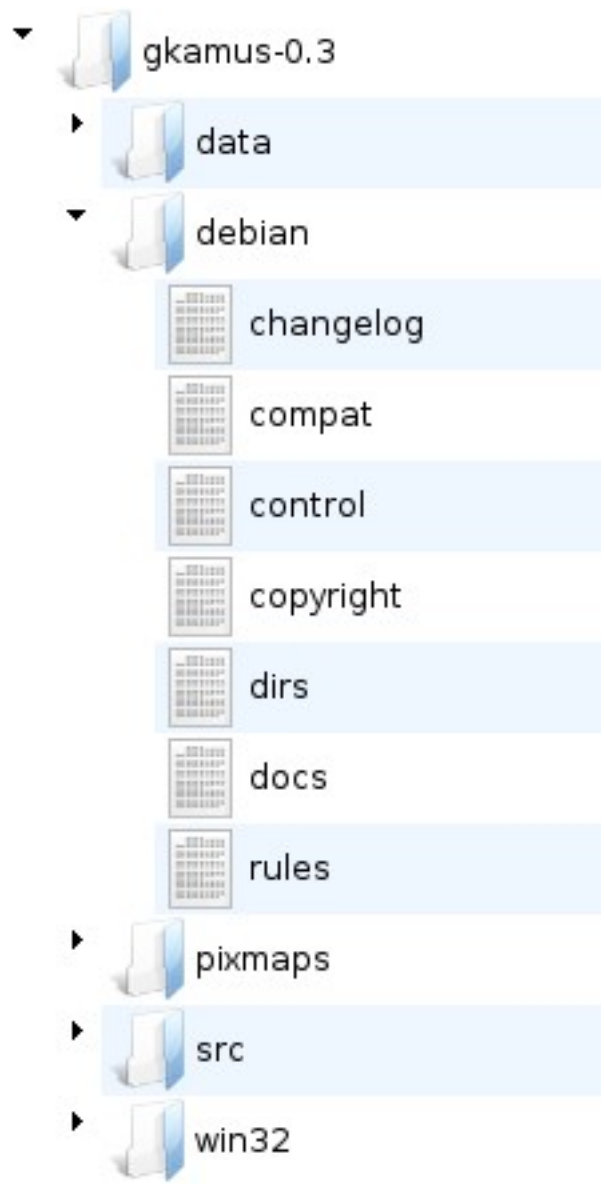 gkamus-0.3
data
debian
changelog
compat
control
copyright
dirs
docs
rules
pixmaps
src
win32